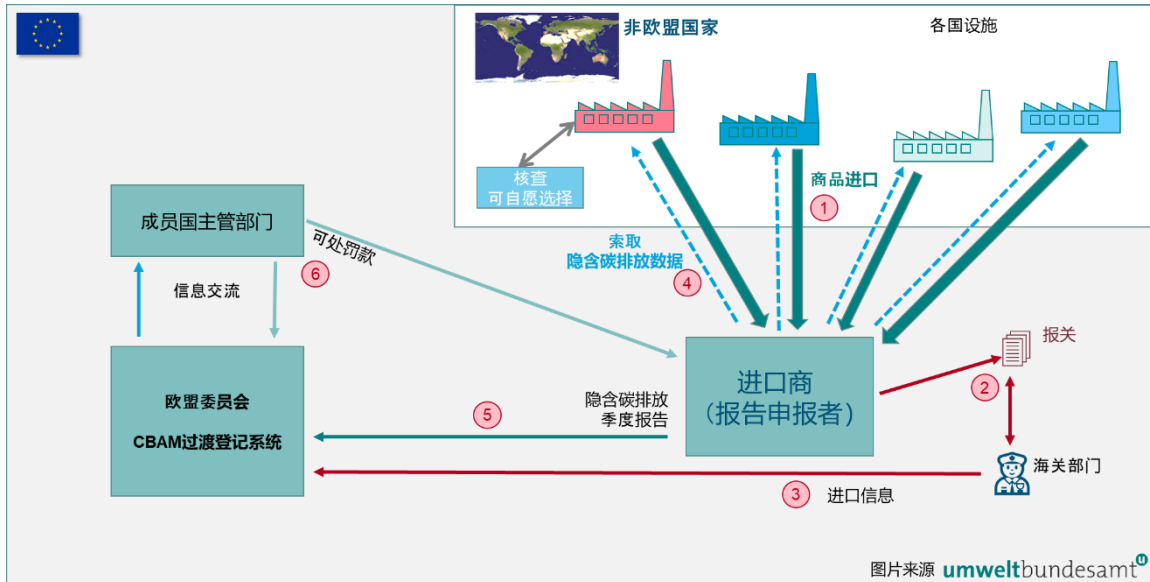 非欧盟国家
各国设施
核查
可自愿选择
商品进口
1
索取
隐含碳排放数据
4
成员国主管部门
可处罚款
6
信息交流
欧盟委员会
CBAM过渡登记系统
进口商
（报告申报者）
报关
2
隐含碳排放
季度报告
5
海关部门
3
进口信息
图片来源 umweltbundesamt u